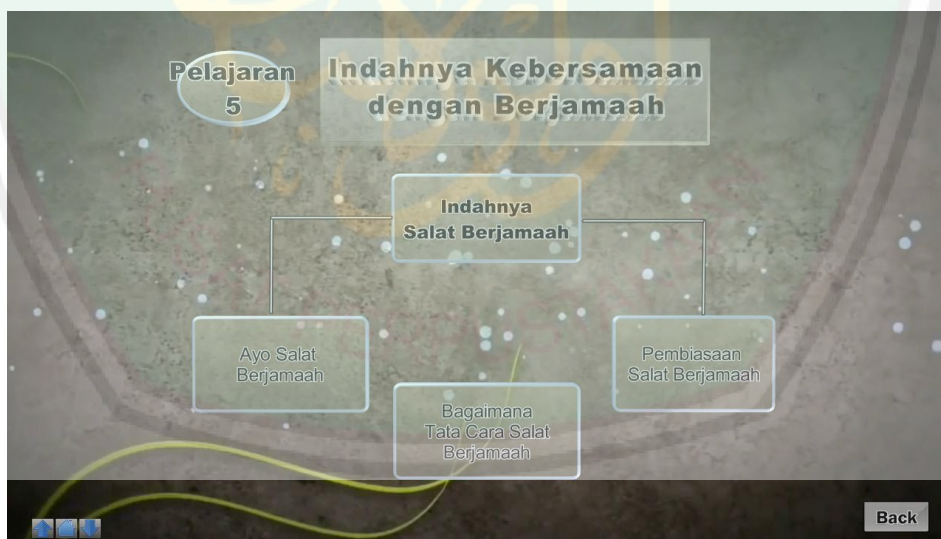 Pelajaran
5
Indahnya Kebersamaan
dengan Berjamaah
Indahnya
Salat Berjamaah
Ayo Salat
Berjamaah
Bagaimana
Tata Cara Salat
Berjamaah
Pembiasaan
Salat Berjamaah
Back